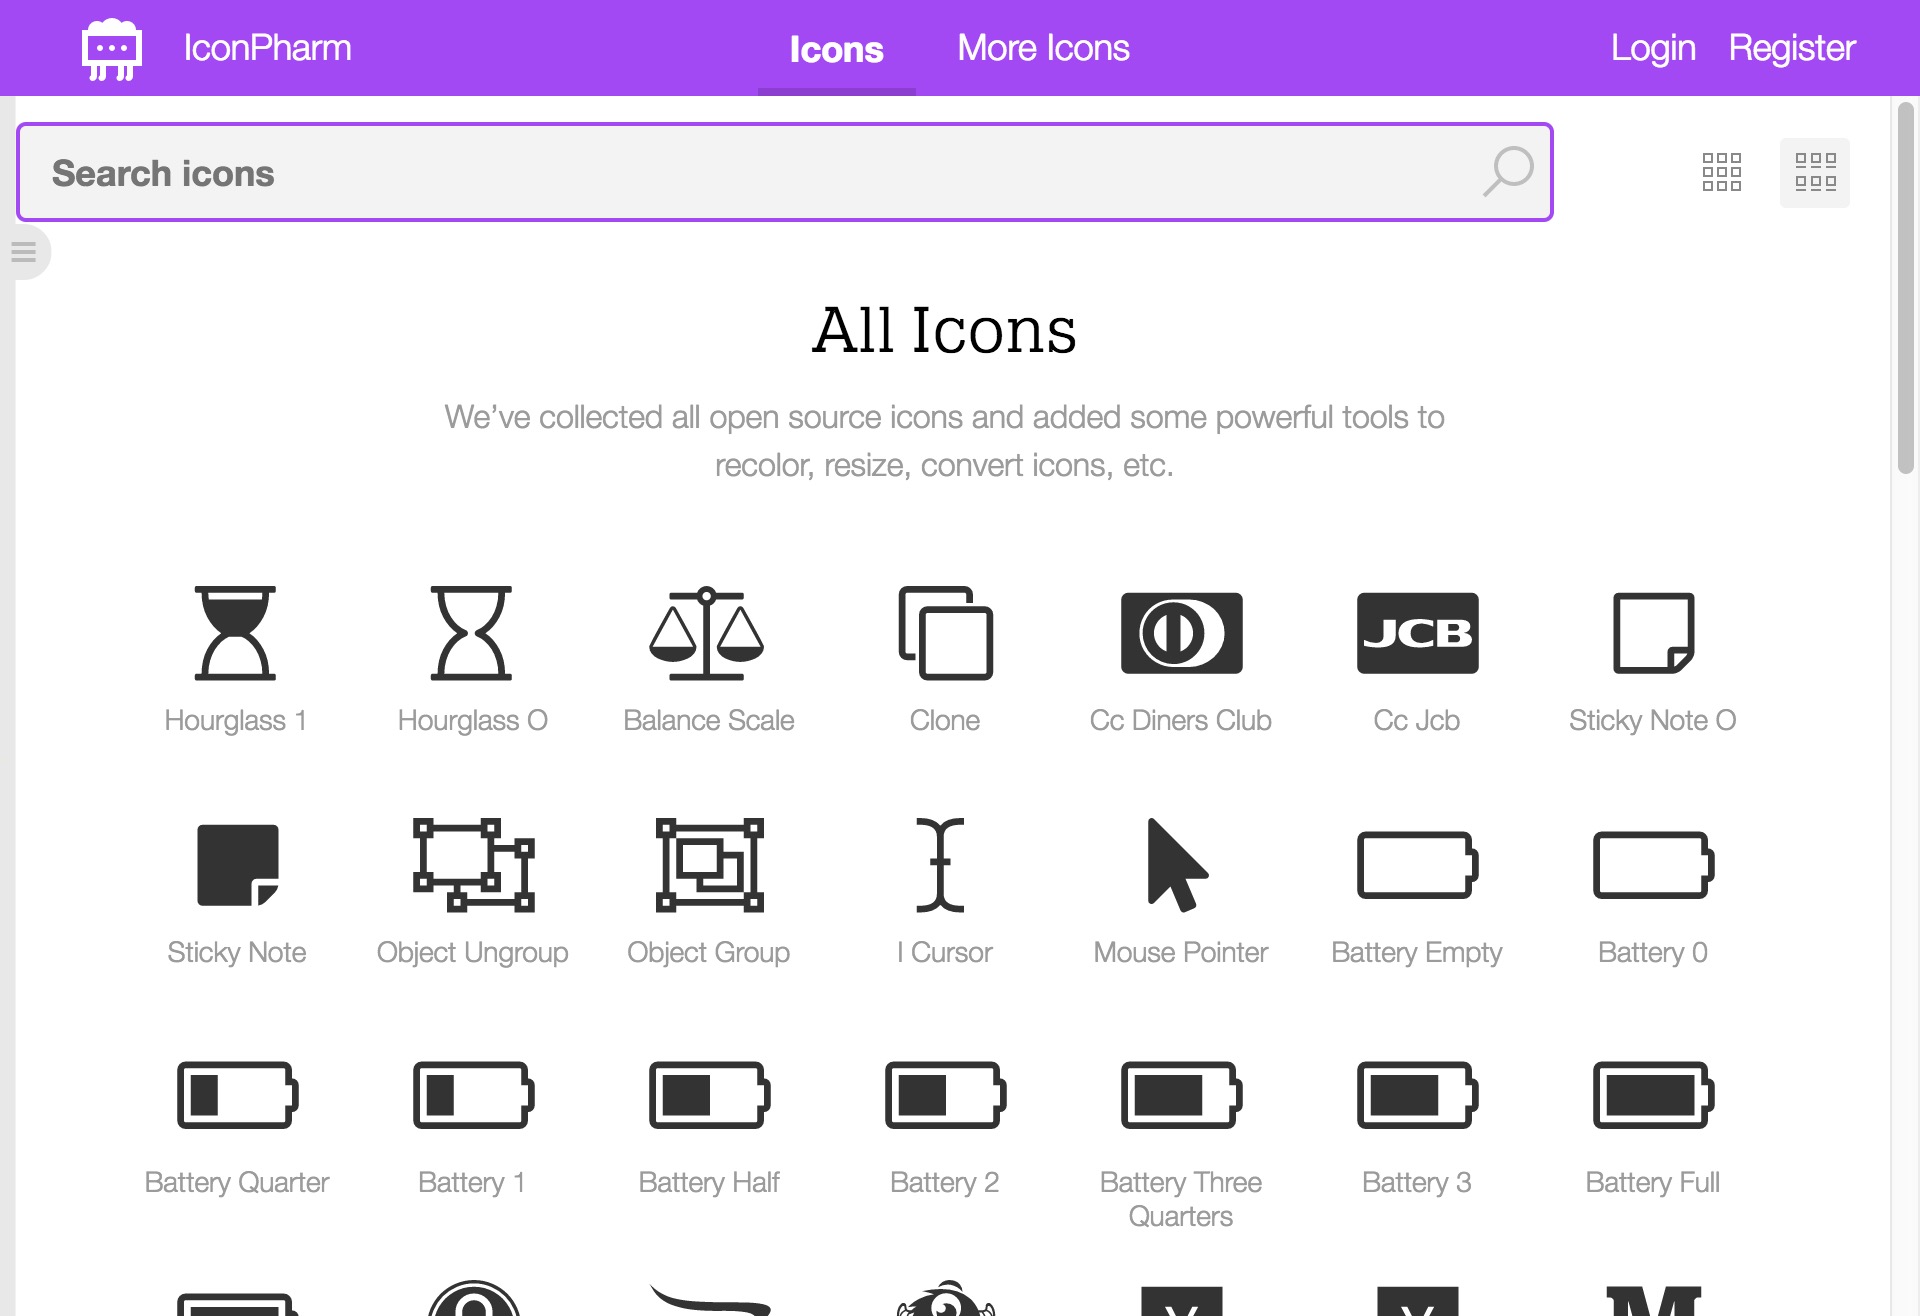 IconPharm
Icons
More Icons
Login
Register
Search icons
All Icons
We’ve collected all open source icons and added some powerful tools to
recolor, resize, convert icons, etc.
JCB
Hourglass 1
Hourglass O
Balance Scale
Clone
Cc Diners Club
Cc Jcb
Sticky Note O
Sticky Note
Object Ungroup
Object Group
I Cursor
Mouse Pointer
Battery Empty
Battery 0
Battery Quarter
Battery 1
Battery Half
Battery 2
Battery Three
Quarters
Battery 3
Battery Full